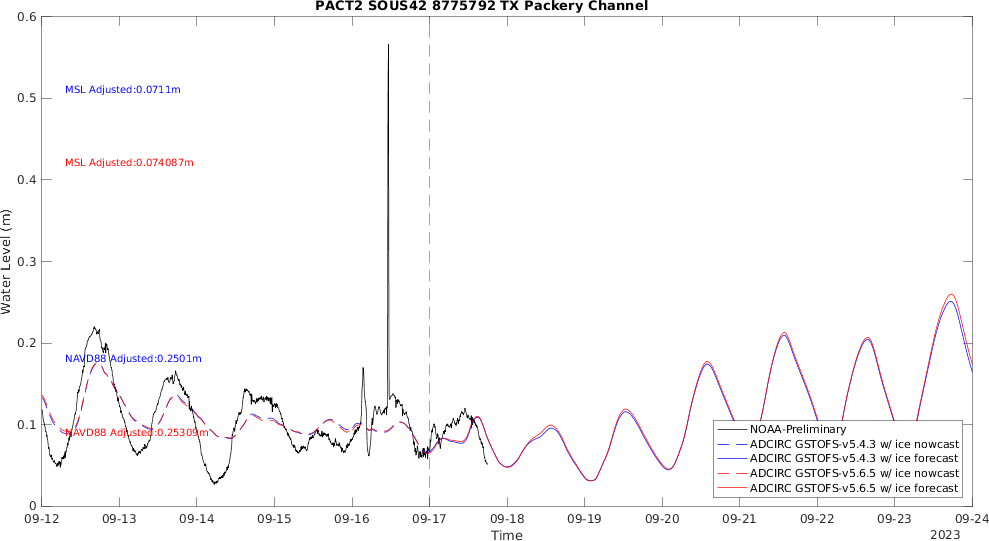 PACT2 SOUS42 8775792 TX Packery Channel
0.6
0.5
0.4
0.3
0.2
0.1
0
Water Level (m)
MSL Adjusted:0.0711m
MSL Adjusted:0.074087m
NAVD88 Adjusted:0.2501m
NAVD88 Adjusted:0.25309m
NOAA-Preliminary
ADCIRC GSTOFS-v5.4.3 w/ ice nowcast
ADCIRC GSTOFS-v5.4.3 w/ ice forecast
ADCIRC GSTOFS-v5.6.5 w/ ice nowcast
ADCIRC GSTOFS-v5.6.5 w/ ice forecast
09-12 09-13 09-14 09-15 09-16 09-17 09-18 09-19 09-20 09-21 09-22 09-23 09-24
Time
2023